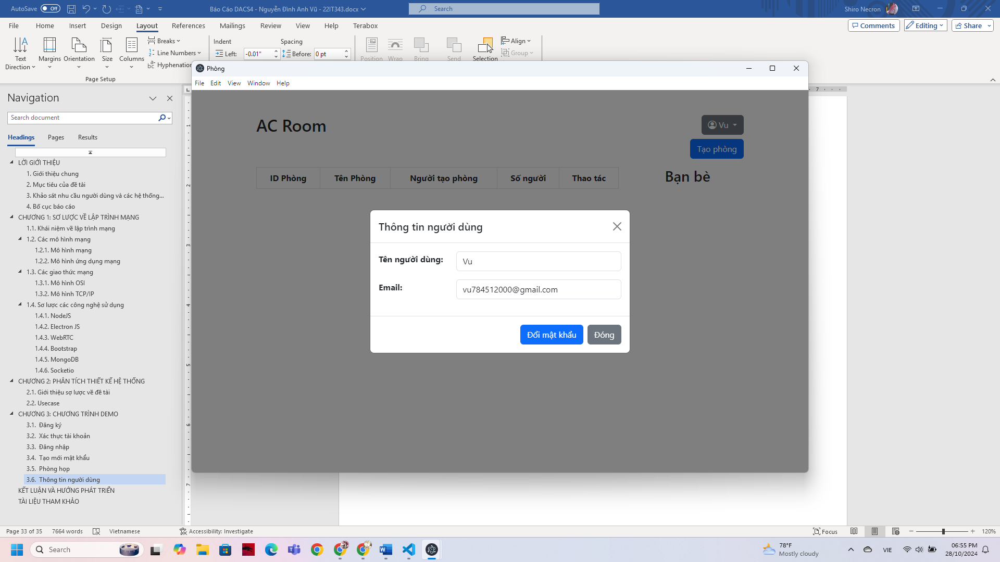 AutoSave Off
Báo Cáo DACS4 - Nguyễn Đình Anh Vũ - 22IT343.docx
Search
Shiro Necron
File Home Insert Design Layout References Mailings Review View Help Terabox
Comments Editing Share
Text Direction
Margins
Orientation
Size
Columns
Breaks
Line Numbers
Hyphenation
Page Setup
Indent
Left: -0.01"
Spacing
Before: 0 pt
Position
Wrap
Bring
Send
Selection
Align
Group
Navigation
Search document
Headings Pages Results
LỜI GIỚI THIỆU
1. Giới thiệu chung
2. Mục tiêu của đề tài
3. Khảo sát nhu cầu người dùng và các hệ thống...
4. Bố cục báo cáo
CHƯƠNG 1: SƠ LƯỢC VỀ LẬP TRÌNH MẠNG
1.1. Khái niệm về lập trình mạng
1.2. Các mô hình mạng
1.2.1. Mô hình mạng
1.2.2. Mô hình ứng dụng mạng
1.3. Các giao thức mạng
1.3.1. Mô hình OSI
1.3.2. Mô hình TCP/IP
1.4. Sơ lược các công nghệ sử dụng
1.4.1. NodeJS
1.4.2. Electron JS
1.4.3. WebRTC
1.4.4. Bootstrap
1.4.5. MongoDB
1.4.6. Socketio
CHƯƠNG 2: PHÂN TÍCH THIẾT KẾ HỆ THỐNG
2.1. Giới thiệu sợ lược về đề tài
2.2. Usecase
CHƯƠNG 3: CHƯƠNG TRÌNH DEMO
3.1. Đăng ký
3.2. Xác thực tài khoản
3.3. Đăng nhập
3.4. Tạo mới mật khẩu
3.5. Phòng họp
3.6. Thông tin người dùng
KẾT LUẬN VÀ HƯỚNG PHÁT TRIỂN
TÀI LIỆU THAM KHẢO
Phòng
File Edit View Window Help
AC Room
Vu
Tạo phòng
ID Phòng Tên Phòng Người tạo phòng Số người Thao tác
Bạn bè
Thông tin người dùng
Tên người dùng: Vu
Email: vu784512000@gmail.com
Đổi mật khẩu Đóng
1
2
3
4
5
6
7
7
Page 33 of 35 7664 words Vietnamese Accessibility: Investigate
Focus 120%
Search
78°F
Mostly cloudy
VIE
06:55 PM
28/10/2024